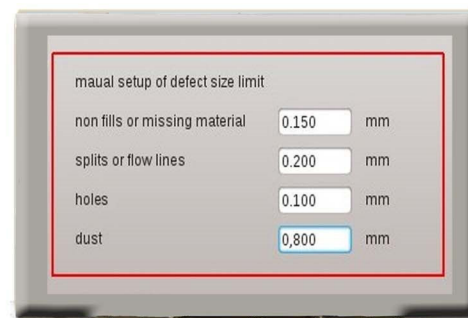 maual setup of defect size limit
non fills or missing material 0.150 mm
splits or flow lines 0.200 mm
holes 0.100 mm
dust 0,800 mm